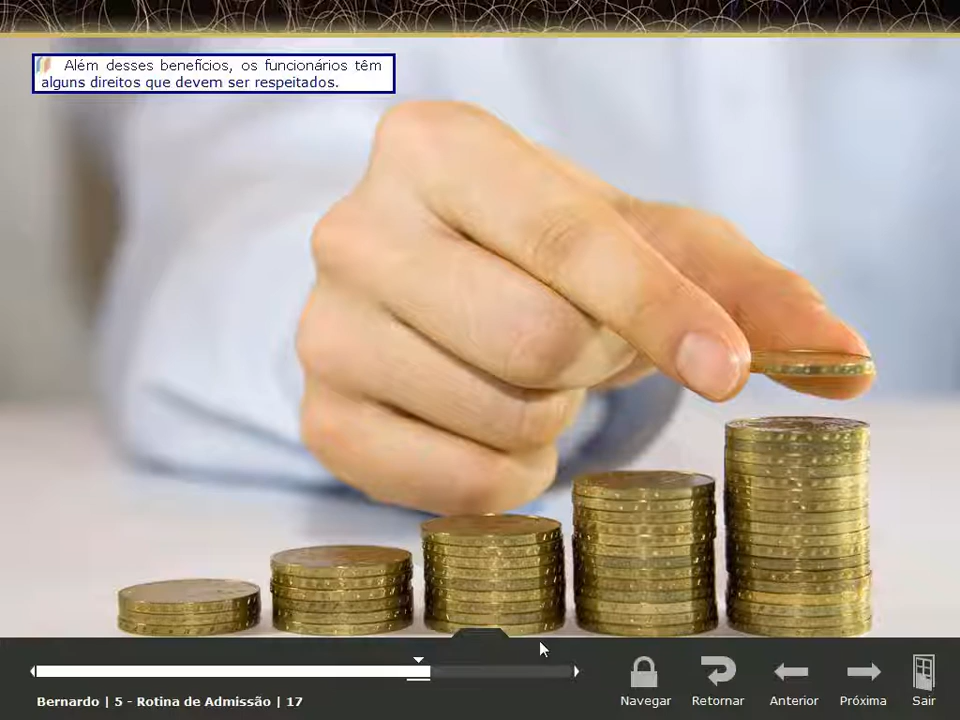 Além desses benefícios, os funcionários têm
alguns direitos que devem ser respeitados.
Navegar
Retornar
Anterior
Próxima
Sair
Bernardo | 5 - Rotina de Admissão | 17